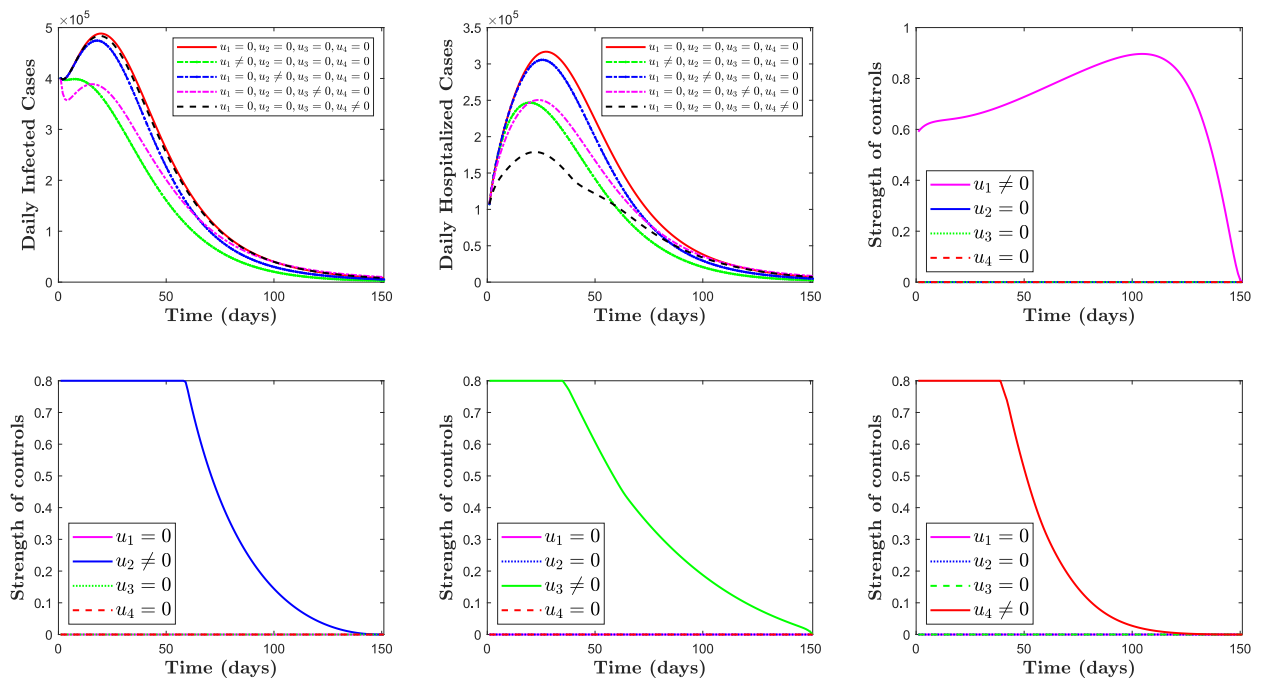 ×10⁵
5
4
3
2
1
0
0
50
100
150
Daily Infected Cases
Time (days)
u₁ = 0, u₂ = 0, u₃ = 0, u₄ = 0
u₁ ≠ 0, u₂ = 0, u₃ = 0, u₄ = 0
u₁ = 0, u₂ ≠ 0, u₃ = 0, u₄ = 0
u₁ = 0, u₂ = 0, u₃ ≠ 0, u₄ = 0
u₁ = 0, u₂ = 0, u₃ = 0, u₄ ≠ 0
×10⁵
3.5
3
2.5
2
1.5
1
0.5
0
0
50
100
150
Daily Hospitalized Cases
Time (days)
u₁ = 0, u₂ = 0, u₃ = 0, u₄ = 0
u₁ ≠ 0, u₂ = 0, u₃ = 0, u₄ = 0
u₁ = 0, u₂ ≠ 0, u₃ = 0, u₄ = 0
u₁ = 0, u₂ = 0, u₃ ≠ 0, u₄ = 0
u₁ = 0, u₂ = 0, u₃ = 0, u₄ ≠ 0
1
0.8
0.6
0.4
0.2
0
0
50
100
150
Strength of controls
Time (days)
u₁ ≠ 0
u₂ = 0
u₃ = 0
u₄ = 0
0.8
0.7
0.6
0.5
0.4
0.3
0.2
0.1
0
0
50
100
150
Strength of controls
Time (days)
u₁ = 0
u₂ ≠ 0
u₃ = 0
u₄ = 0
0.8
0.7
0.6
0.5
0.4
0.3
0.2
0.1
0
0
50
100
150
Strength of controls
Time (days)
u₁ = 0
u₂ = 0
u₃ ≠ 0
u₄ = 0
0.8
0.7
0.6
0.5
0.4
0.3
0.2
0.1
0
0
50
100
150
Strength of controls
Time (days)
u₁ = 0
u₂ = 0
u₃ = 0
u₄ ≠ 0